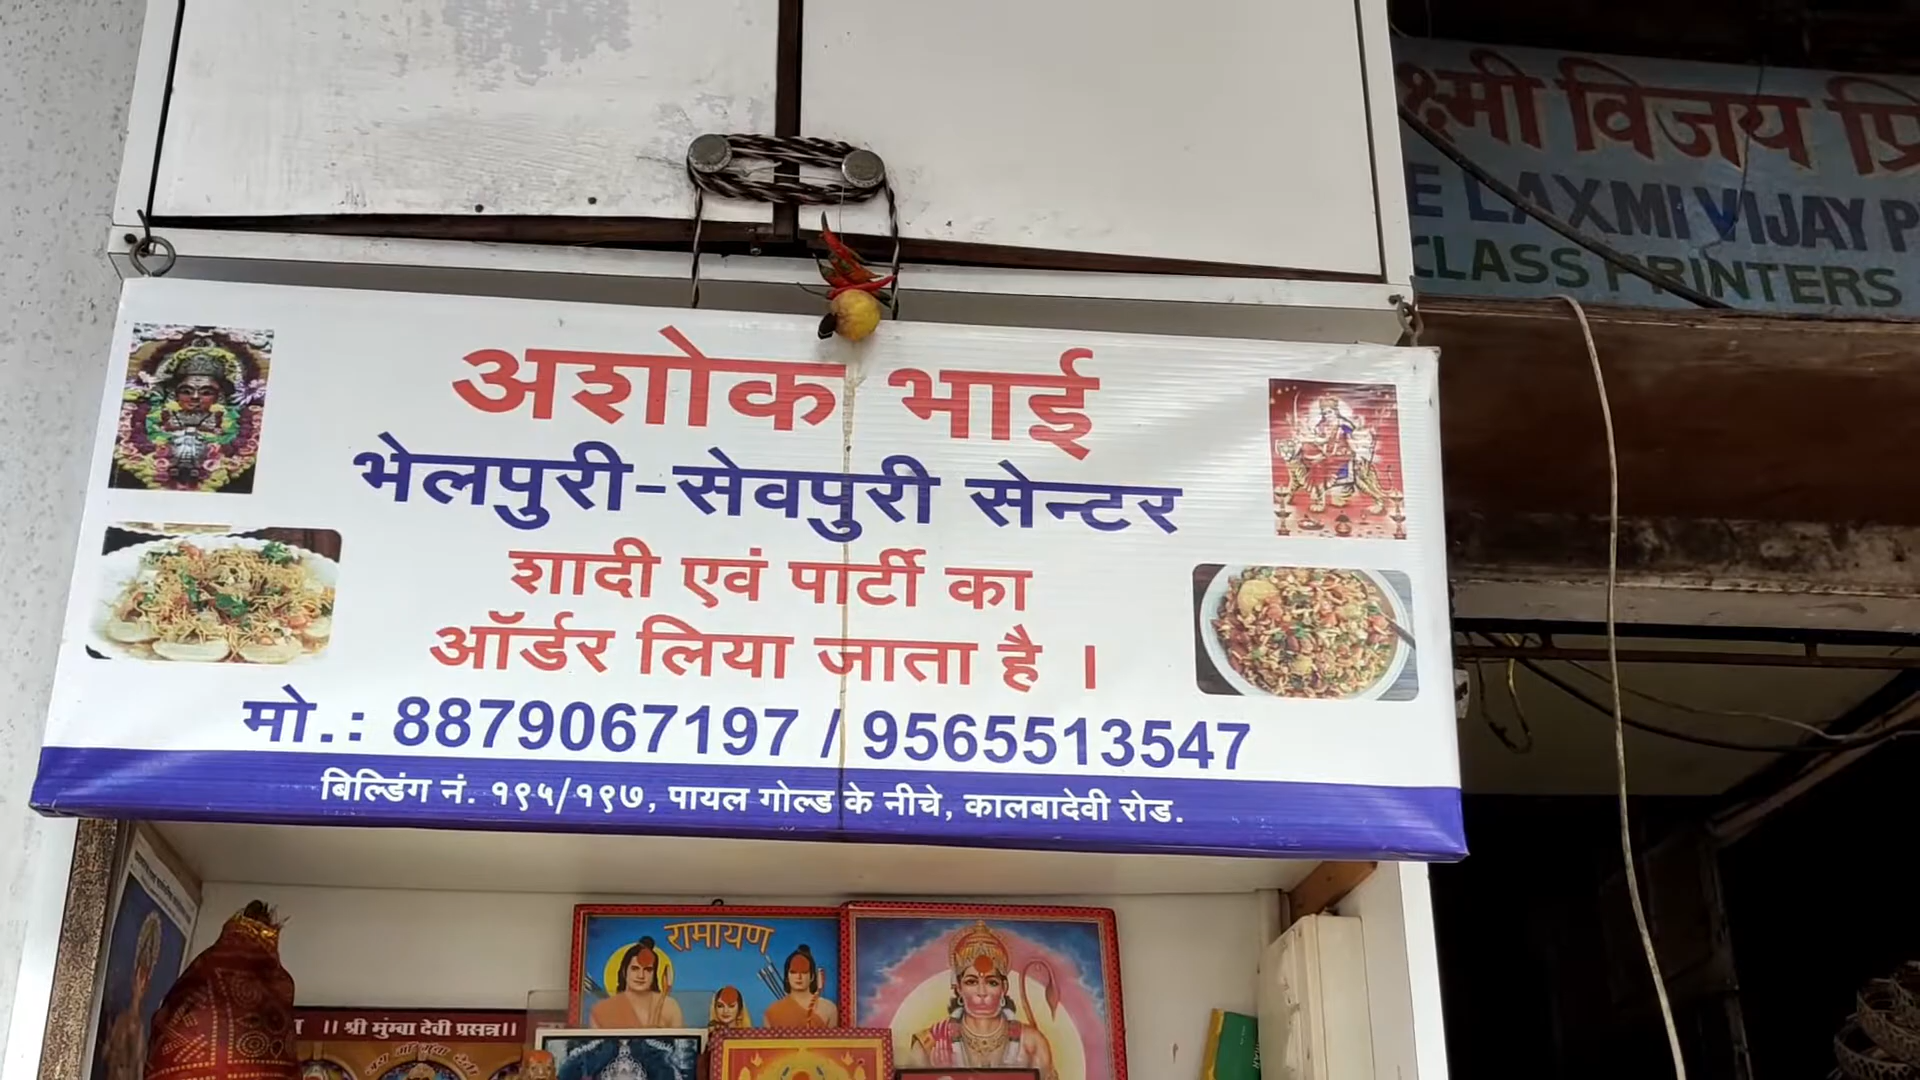 अशोक भाई
भेलपुरी-सेवपुरी सेन्टर
शादी एवं पार्टी का
ऑर्डर लिया जाता है ।
मो.: 8879067197 / 9565513547
बिल्डिंग नं. १९५/१९७, पायल गोल्ड के नीचे, कालबादेवी रोड.
क्ष्मी विजय प्रि
E LAXMI VIJAY P
CLASS PRINTERS
रामायण
।। श्री मुंम्बा देवी प्रसन्न।।